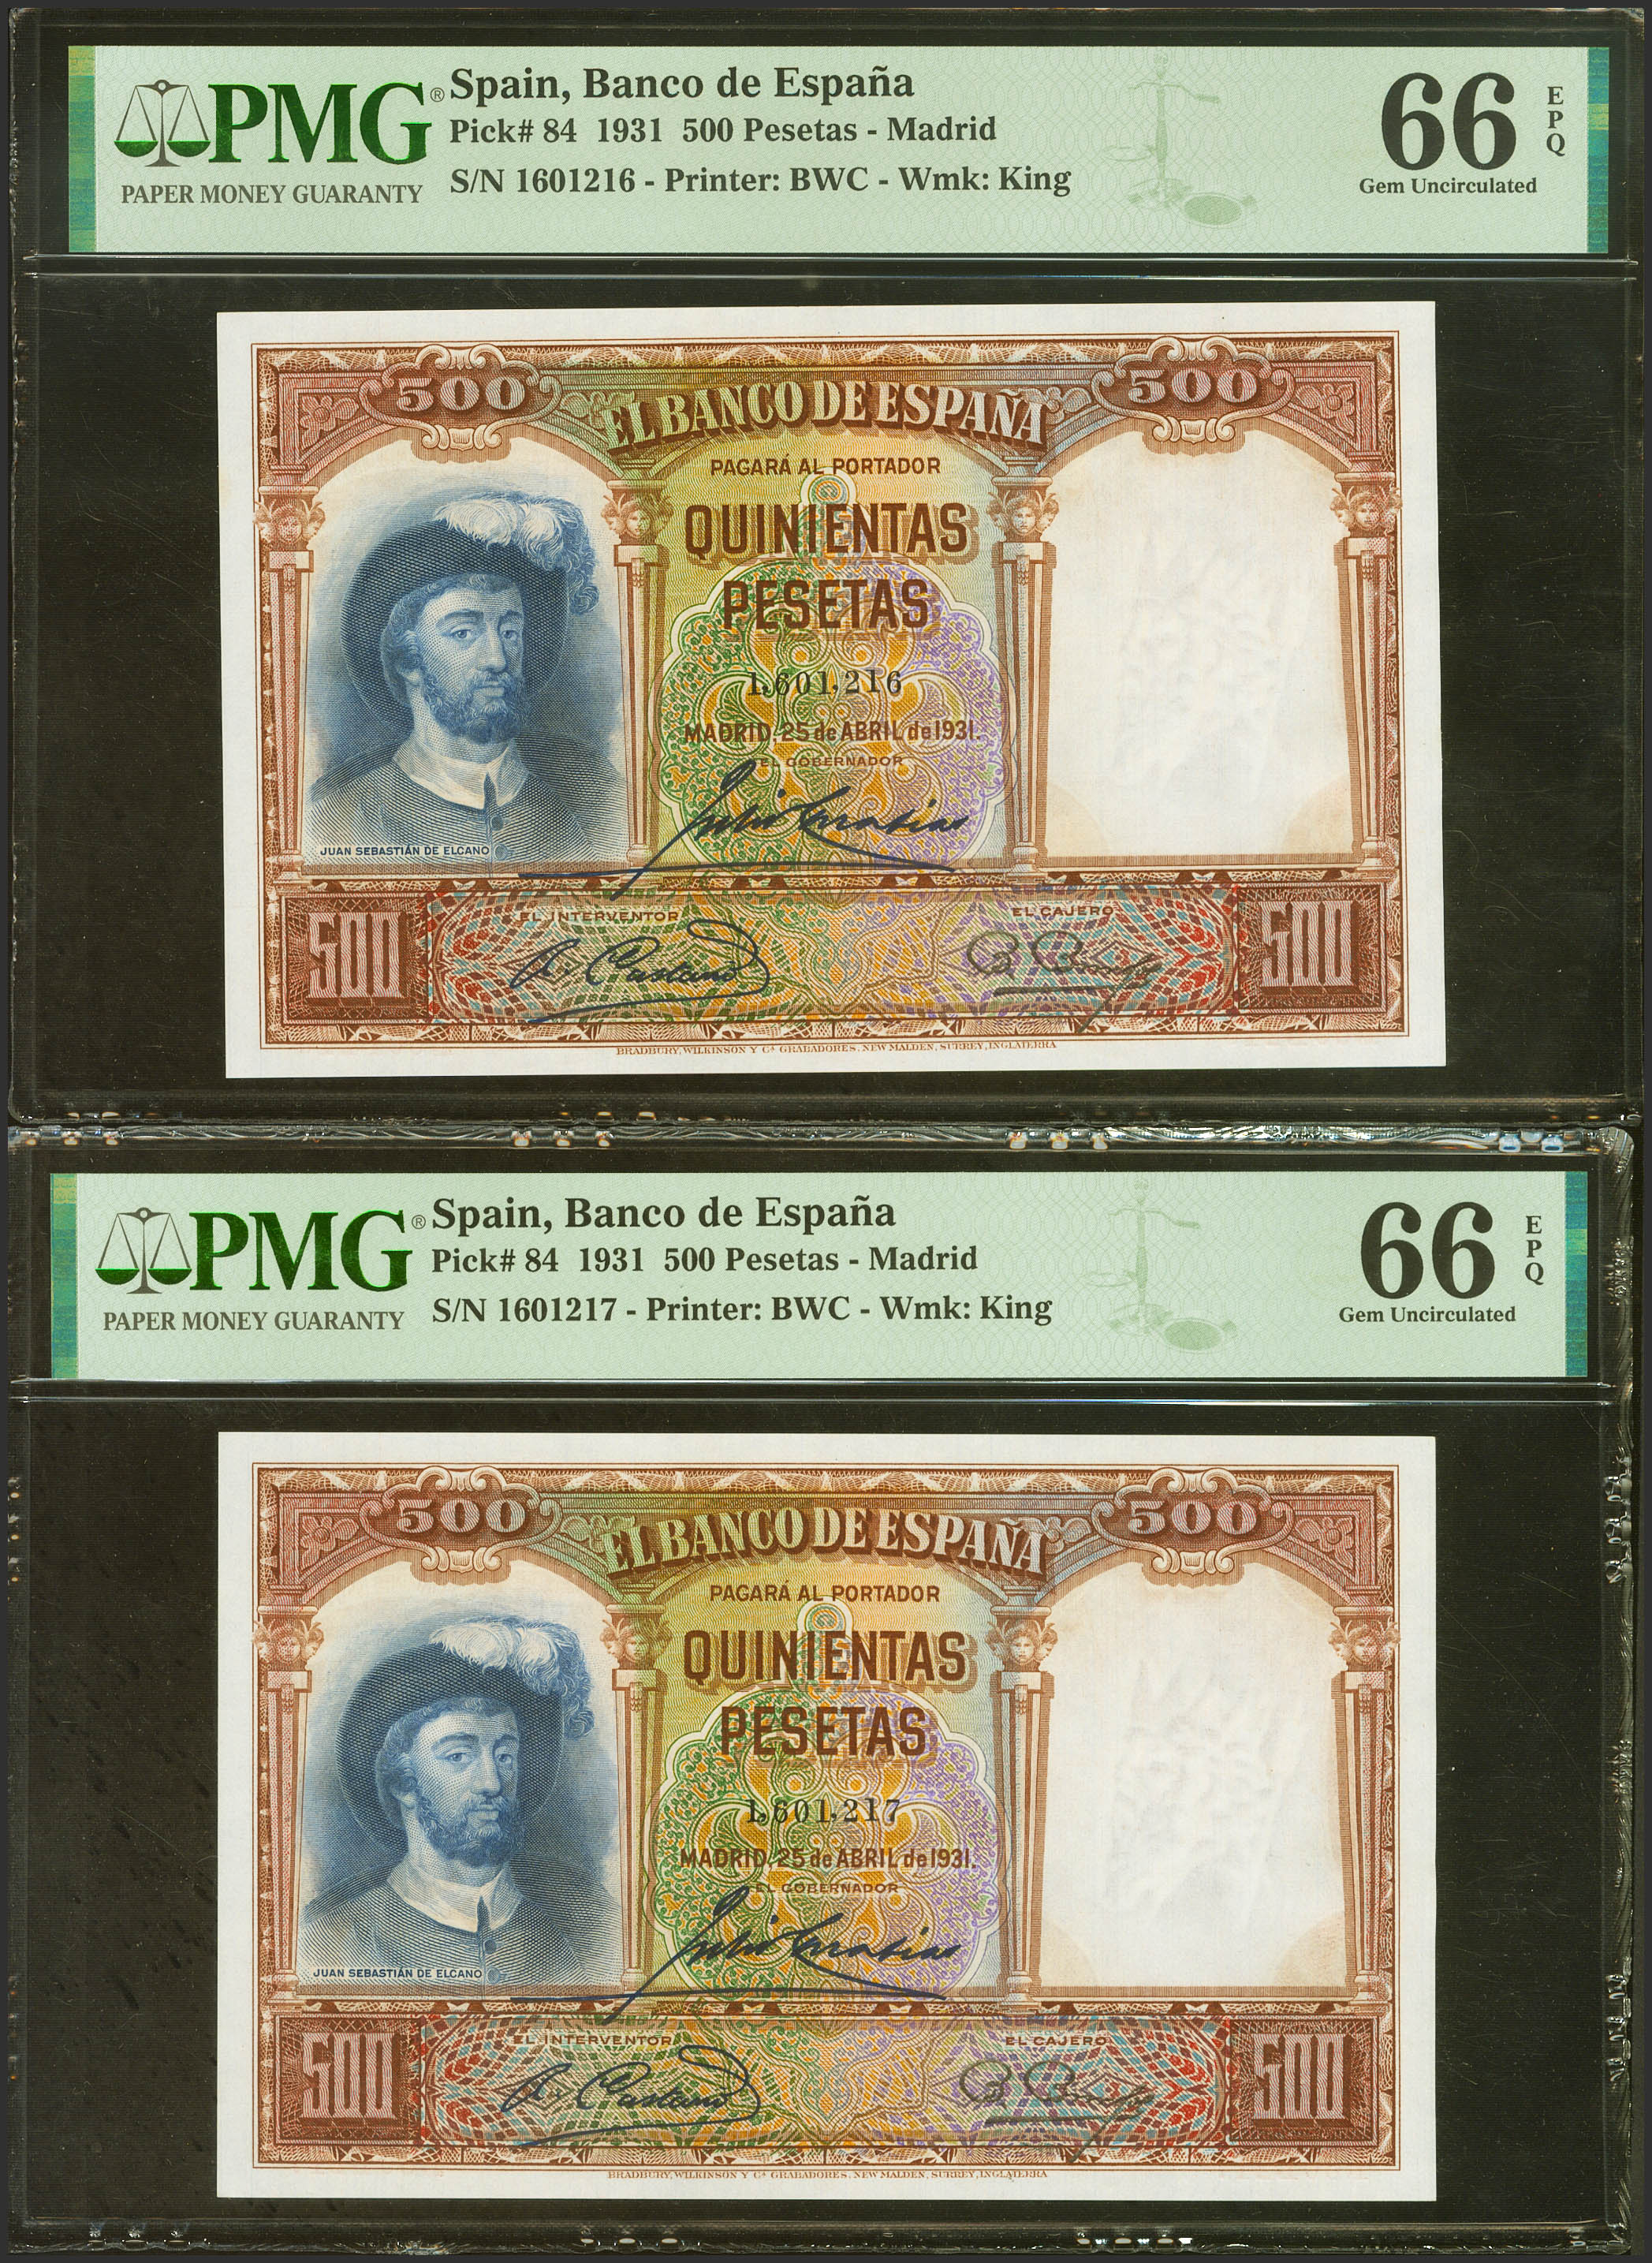 PMG®
PAPER MONEY GUARANTY
Spain, Banco de España
Pick# 84 1931 500 Pesetas - Madrid
S/N 1601216 - Printer: BWC - Wmk: King
66 EPQ
Gem Uncirculated
500 500
EL BANCO DE ESPAÑA
PAGARÁ AL PORTADOR
QUINIENTAS
PESETAS
1,601,216
MADRID, 25 de ABRIL de 1931.
EL GOBERNADOR
JUAN SEBASTIÁN DE ELCANO
EL INTERVENTOR EL CAJERO
500 500
BRADBURY, WILKINSON Y Cª GRABADORES, NEW MALDEN, SURREY, INGLATERRA
PMG®
PAPER MONEY GUARANTY
Spain, Banco de España
Pick# 84 1931 500 Pesetas - Madrid
S/N 1601217 - Printer: BWC - Wmk: King
66 EPQ
Gem Uncirculated
500 500
EL BANCO DE ESPAÑA
PAGARÁ AL PORTADOR
QUINIENTAS
PESETAS
1,601,217
MADRID, 25 de ABRIL de 1931.
EL GOBERNADOR
JUAN SEBASTIÁN DE ELCANO
EL INTERVENTOR EL CAJERO
500 500
BRADBURY, WILKINSON Y Cª GRABADORES, NEW MALDEN, SURREY, INGLATERRA